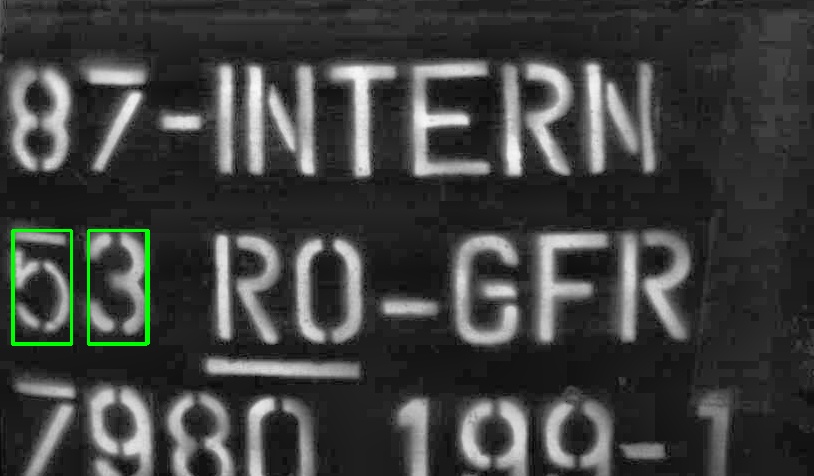 87-INTERN
53 RO-GFR
7980 199-1